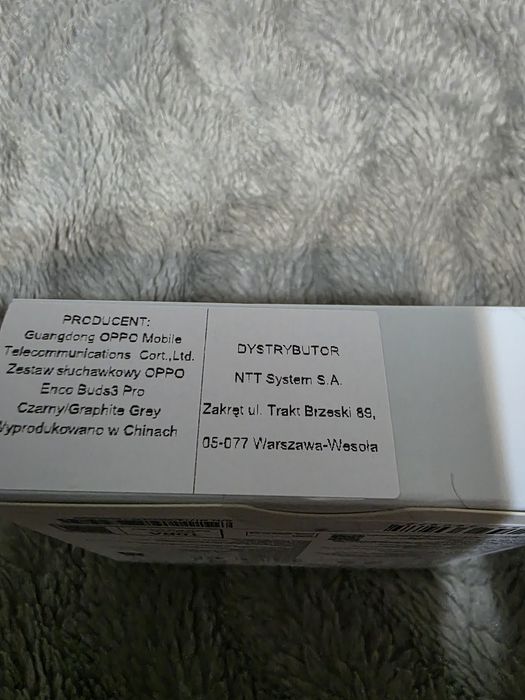 PRODUCENT:
Guangdong OPPO Mobile
Telecommunications Cort.,Ltd.
Zestaw słuchawkowy OPPO
Enco Buds3 Pro
Czarny/Graphite Grey
Wyprodukowano w Chinach
DYSTRYBUTOR
NTT System S.A.
Zakręt ul. Trakt Brzeski 89,
05-077 Warszawa-Wesoła